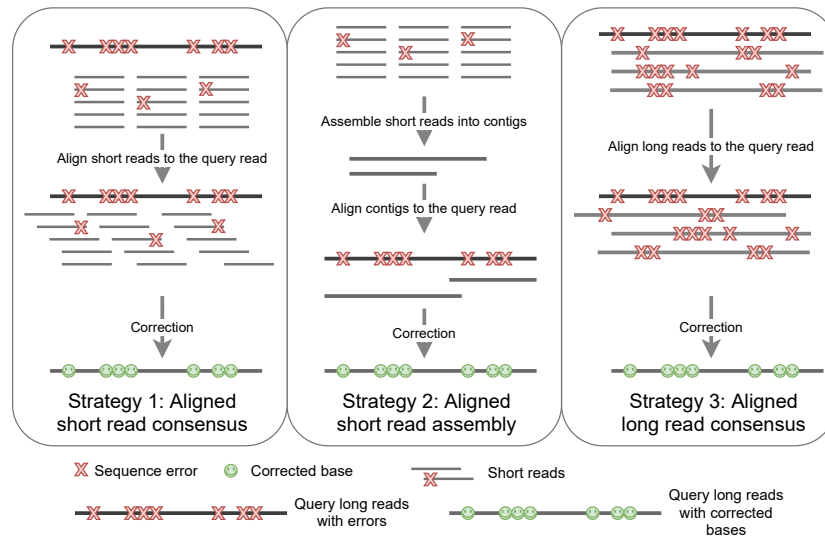 Align short reads to the query read
Correction
Strategy 1: Aligned
short read consensus
Assemble short reads into contigs
Align contigs to the query read
Correction
Strategy 2: Aligned
short read assembly
Align long reads to the query read
Correction
Strategy 3: Aligned
long read consensus
Sequence error
Corrected base
Short reads
Query long reads
with errors
Query long reads
with corrected
bases